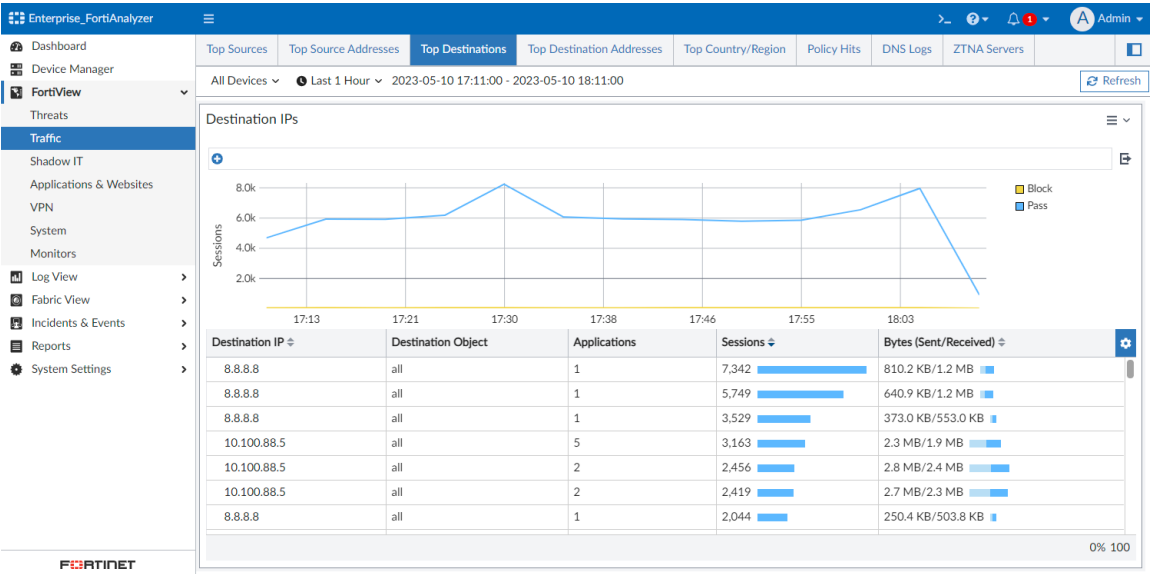 Enterprise_FortiAnalyzer
1
A Admin
Dashboard
Device Manager
FortiView
Threats
Traffic
Shadow IT
Applications & Websites
VPN
System
Monitors
Log View
Fabric View
Incidents & Events
Reports
System Settings
FORTINET
Top Sources Top Source Addresses Top Destinations Top Destination Addresses Top Country/Region Policy Hits DNS Logs ZTNA Servers
All Devices Last 1 Hour 2023-05-10 17:11:00 - 2023-05-10 18:11:00 Refresh
Destination IPs
Sessions
8.0k
6.0k
4.0k
2.0k
17:13 17:21 17:30 17:38 17:46 17:55 18:03
Block
Pass
Destination IP Destination Object Applications Sessions Bytes (Sent/Received)
8.8.8.8 all 1 7,342 810.2 KB/1.2 MB
8.8.8.8 all 1 5,749 640.9 KB/1.2 MB
8.8.8.8 all 1 3,529 373.0 KB/553.0 KB
10.100.88.5 all 5 3,163 2.3 MB/1.9 MB
10.100.88.5 all 2 2,456 2.8 MB/2.4 MB
10.100.88.5 all 2 2,419 2.7 MB/2.3 MB
8.8.8.8 all 1 2,044 250.4 KB/503.8 KB
0% 100